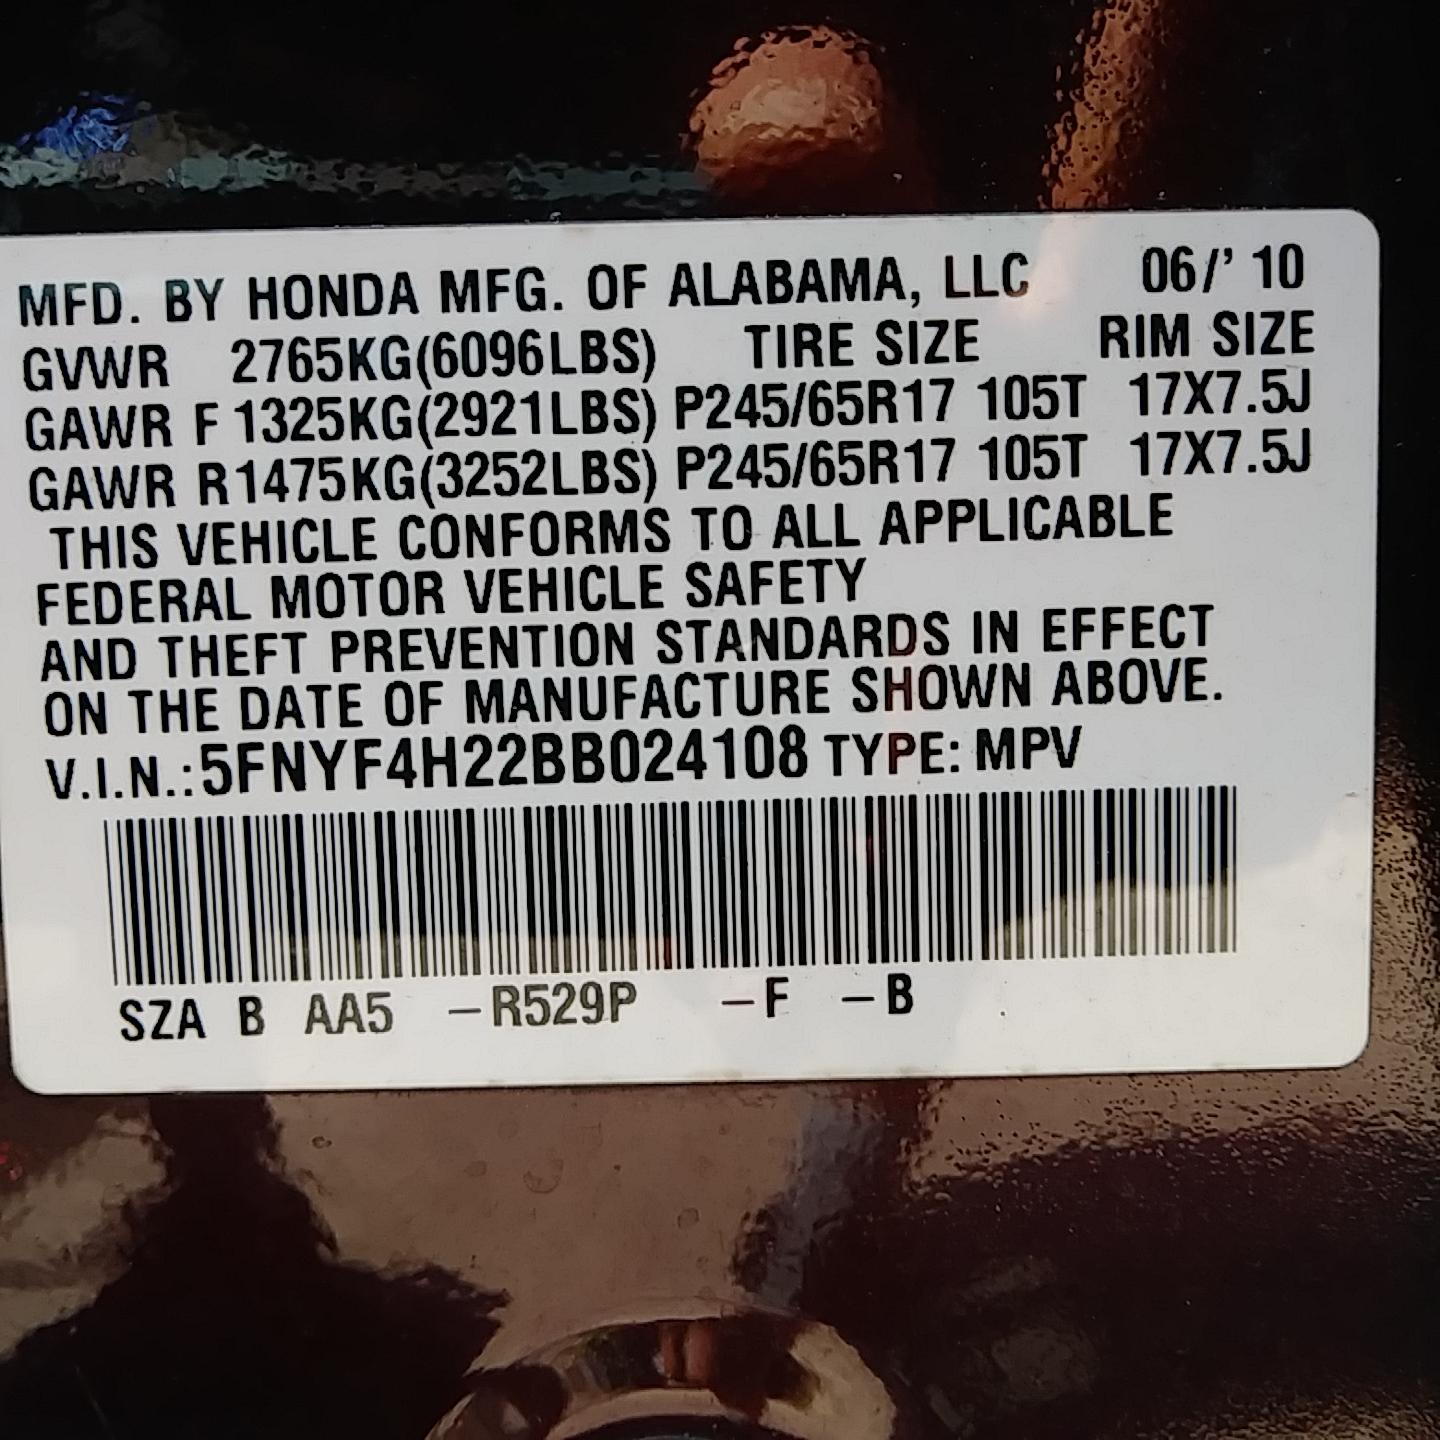 MFD. BY HONDA MFG. OF ALABAMA, LLC 06/' 10
GVWR 2765KG(6096LBS) TIRE SIZE RIM SIZE
GAWR F 1325KG(2921LBS) P245/65R17 105T 17X7.5J
GAWR R1475KG(3252LBS) P245/65R17 105T 17X7.5J
THIS VEHICLE CONFORMS TO ALL APPLICABLE
FEDERAL MOTOR VEHICLE SAFETY
AND THEFT PREVENTION STANDARDS IN EFFECT
ON THE DATE OF MANUFACTURE SHOWN ABOVE.
V.I.N.:5FNYF4H22BB024108 TYPE: MPV
SZA B AA5 –R529P –F –B